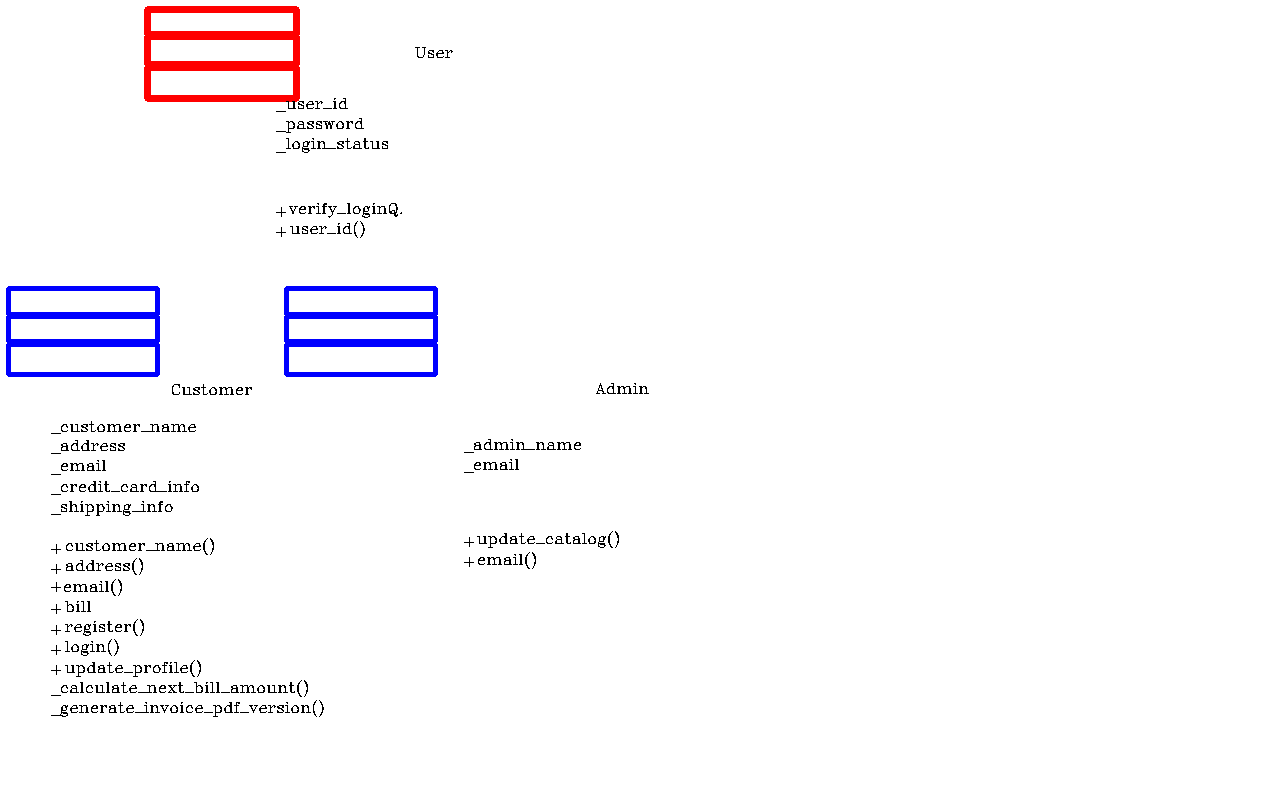 User
_user_id
_password
_login_status
+verify_loginQ.
+user_id()
Customer
Admin
_customer_name
_address
_email
_credit_card_info
_shipping_info
+customer_name()
+address()
+email()
+bill
+register()
+login()
+update_profile()
_calculate_next_bill_amount()
_generate_invoice_pdf_version()
_admin_name
_email
+update_catalog()
+email()